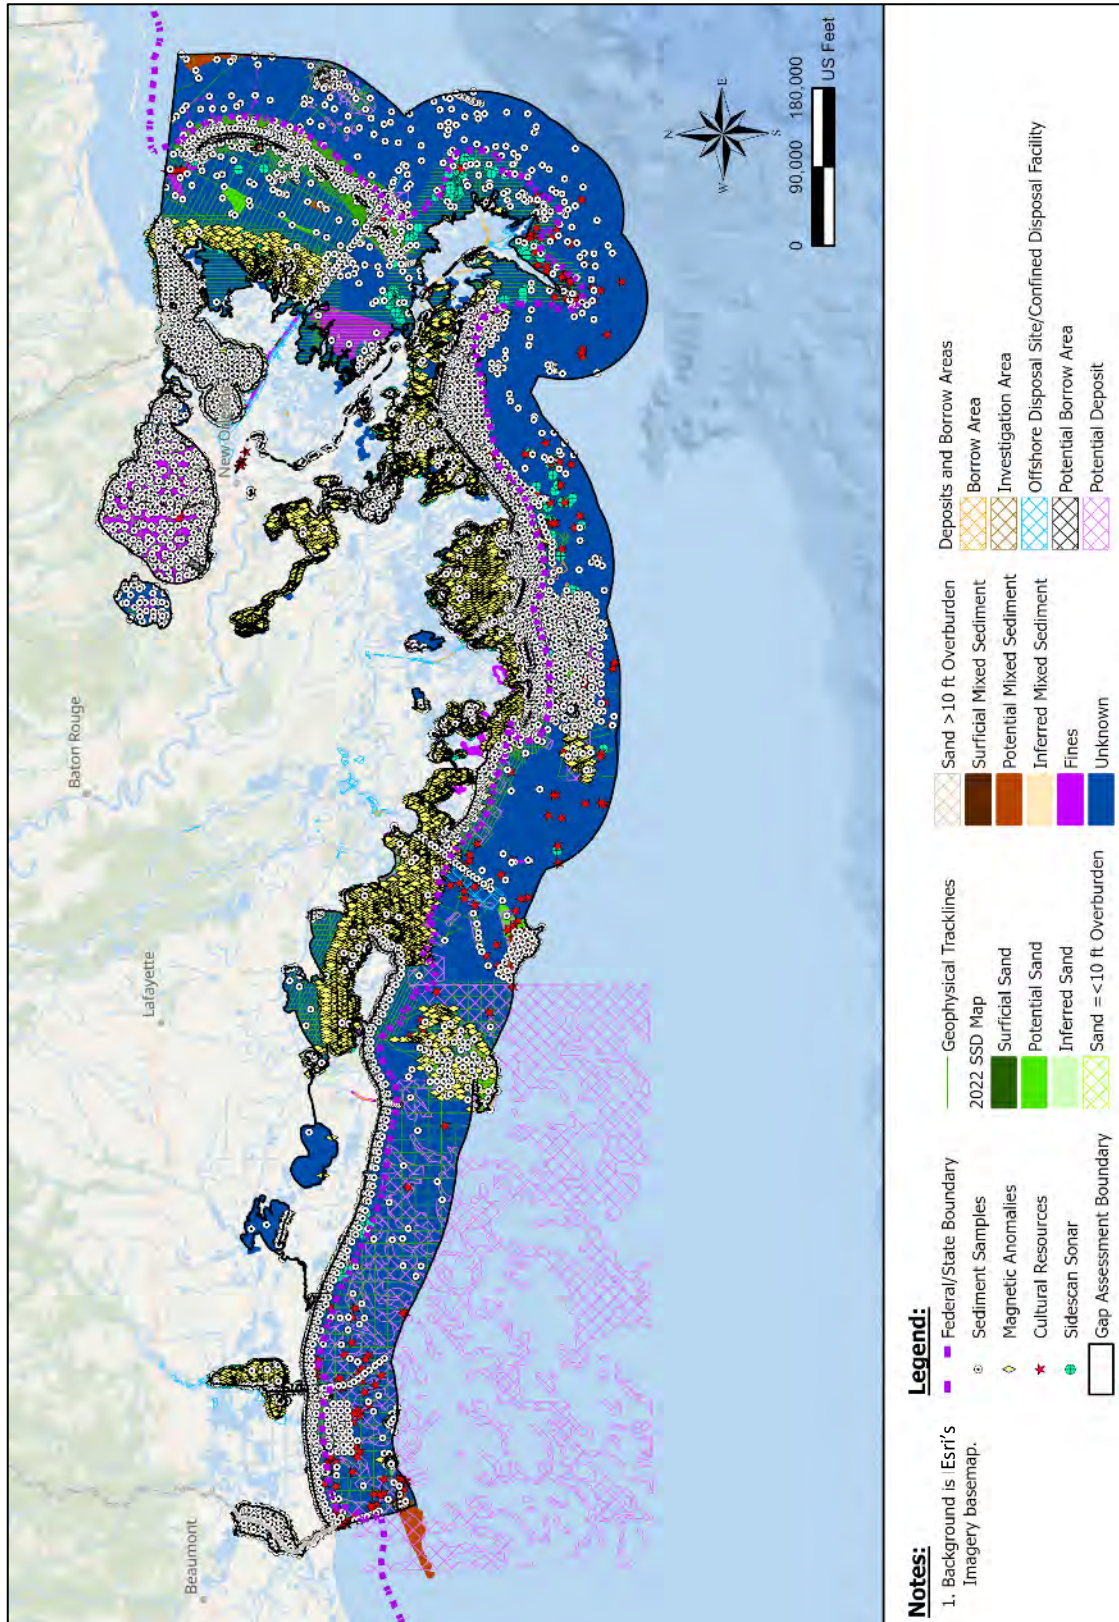 Baton Rouge
Lafayette
Beaumont
New Orleans
N
E
S
W
0 90,000 180,000
US Feet
Notes:
1. Background is Esri's
Imagery basemap.
Legend:
Federal/State Boundary
Sediment Samples
Magnetic Anomalies
Cultural Resources
Sidescan Sonar
Gap Assessment Boundary
Geophysical Tracklines
2022 SSD Map
Surficial Sand
Potential Sand
Inferred Sand
Sand =<10 ft Overburden
Sand >10 ft Overburden
Surficial Mixed Sediment
Potential Mixed Sediment
Inferred Mixed Sediment
Fines
Unknown
Deposits and Borrow Areas
Borrow Area
Investigation Area
Offshore Disposal Site/Confined Disposal Facility
Potential Borrow Area
Potential Deposit